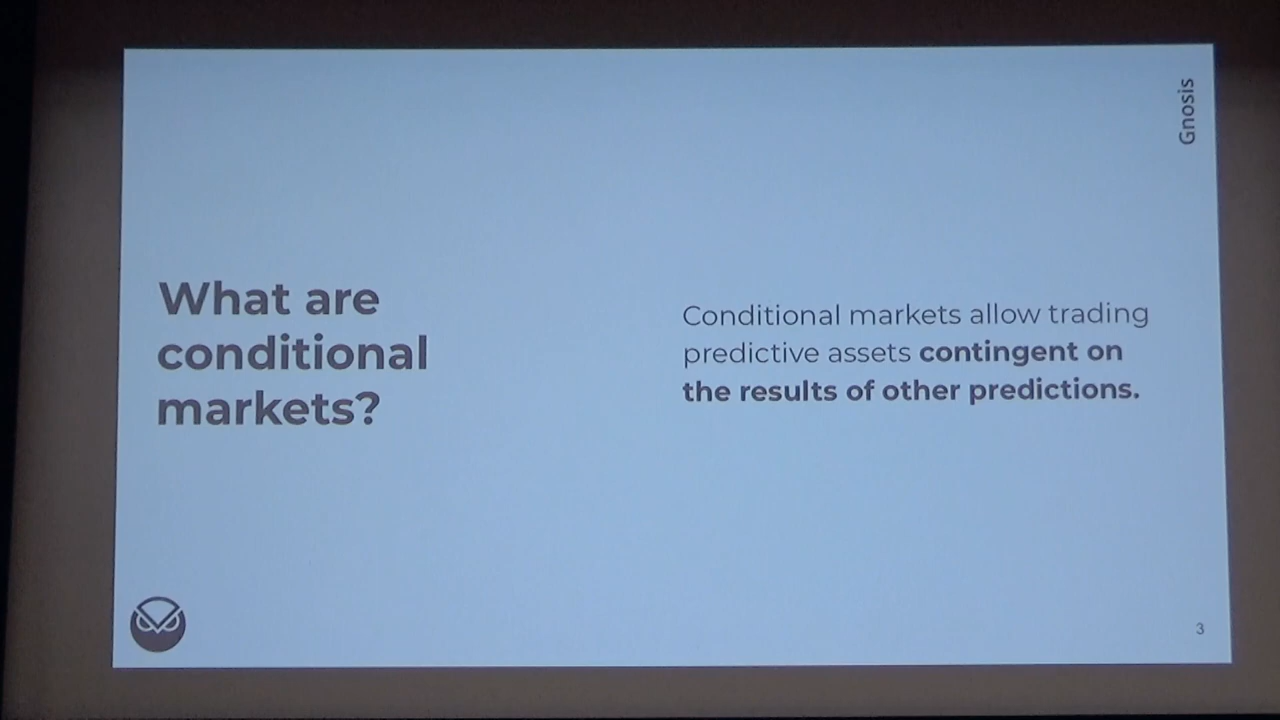 Gnosis
What are
conditional
markets?
Conditional markets allow trading
predictive assets contingent on
the results of other predictions.
3